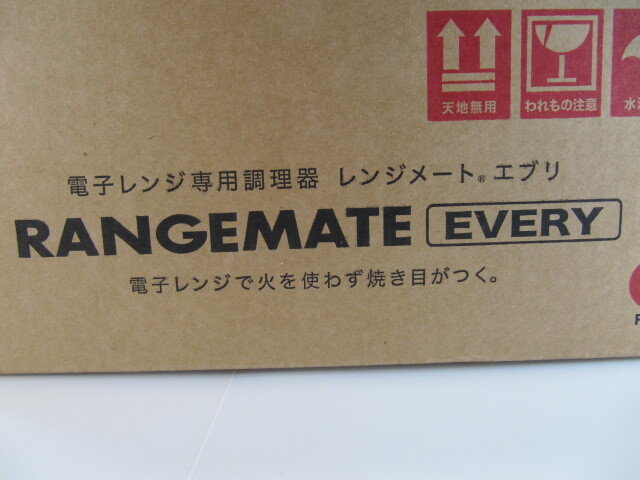 天地無用
われもの注意
水
電子レンジ専用調理器 レンジメート® エブリ
RANGEMATE EVERY
電子レンジで火を使わず焼き目がつく。